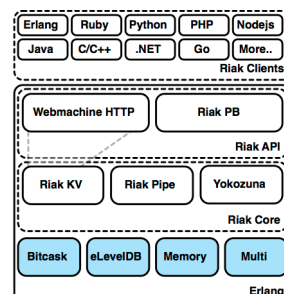 Erlang Ruby Python PHP Nodejs
Java C/C++ .NET Go More..
Riak Clients
Webmachine HTTP Riak PB
Riak API
Riak KV Riak Pipe Yokozuna
Riak Core
Bitcask eLevelDB Memory Multi
Erlang